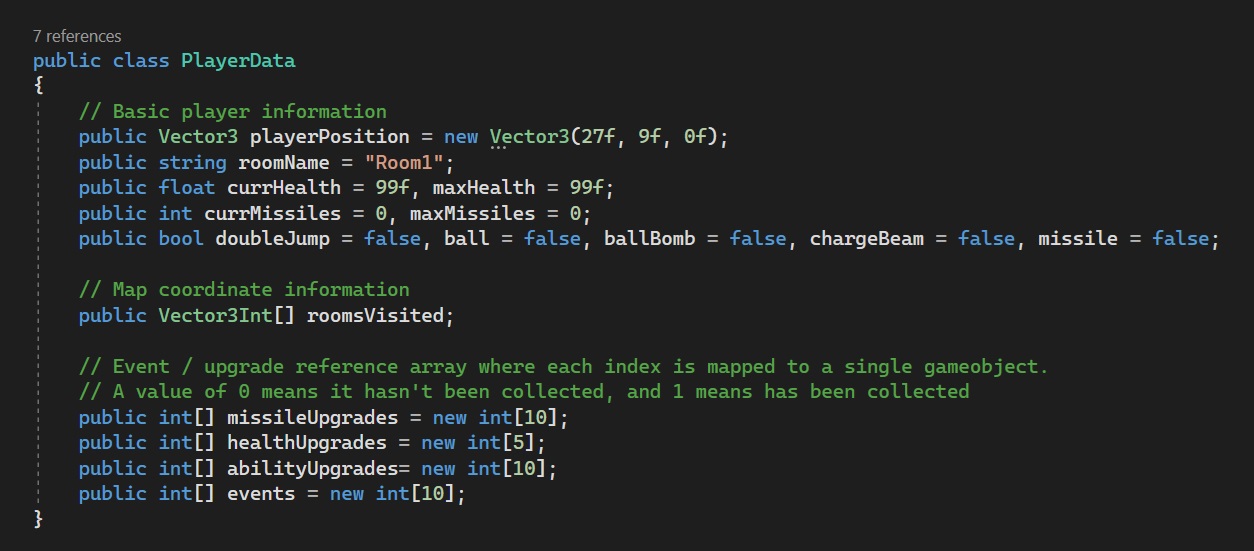 7 references
public class PlayerData
{
// Basic player information
public Vector3 playerPosition = new Vector3(27f, 9f, 0f);
public string roomName = "Room1";
public float currHealth = 99f, maxHealth = 99f;
public int currMissiles = 0, maxMissiles = 0;
public bool doubleJump = false, ball = false, ballBomb = false, chargeBeam = false, missile = false;
// Map coordinate information
public Vector3Int[] roomsVisited;
// Event / upgrade reference array where each index is mapped to a single gameobject.
// A value of 0 means it hasn't been collected, and 1 means has been collected
public int[] missileUpgrades = new int[10];
public int[] healthUpgrades = new int[5];
public int[] abilityUpgrades= new int[10];
public int[] events = new int[10];
}